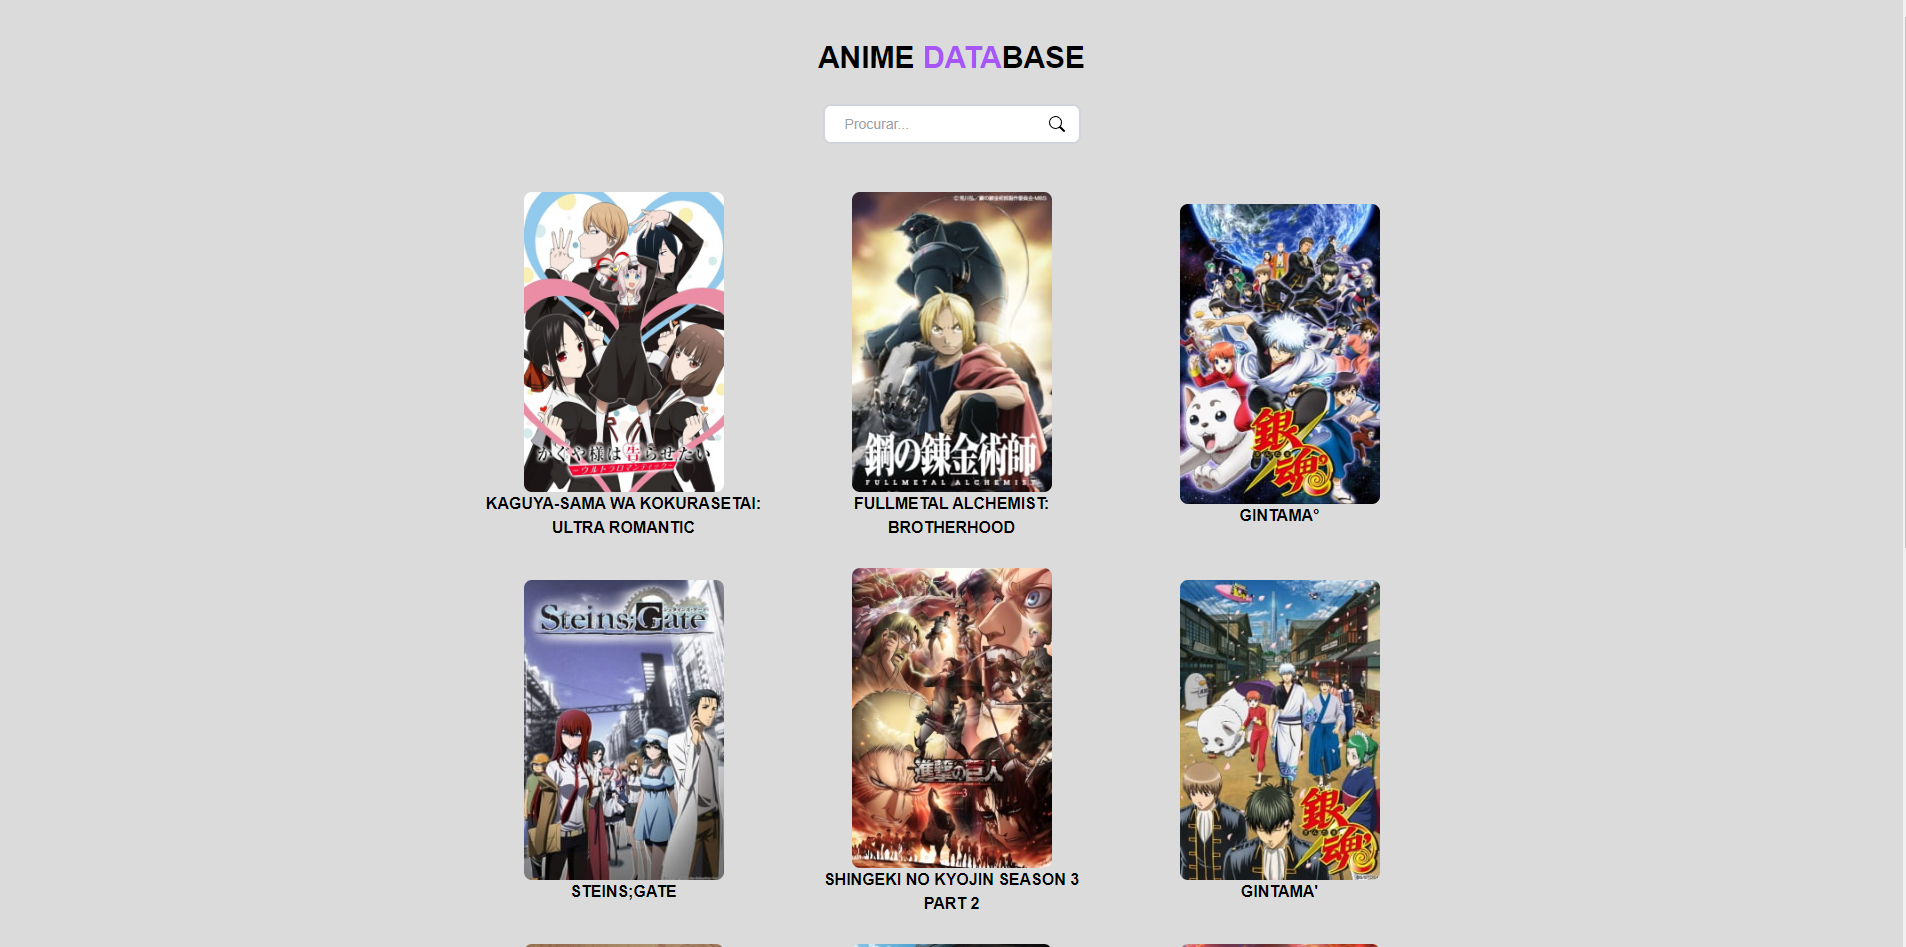 ANIME DATABASE
Procurar...
かぐや様は告らせたい
ーウルトラロマンティックー
KAGUYA-SAMA WA KOKURASETAI:
ULTRA ROMANTIC
鋼の錬金術師
FULLMETAL ALCHEMIST
FULLMETAL ALCHEMIST:
BROTHERHOOD
銀魂°
GINTAMA°
Steins;Gate
STEINS;GATE
進撃の巨人
3
SHINGEKI NO KYOJIN SEASON 3
PART 2
銀魂'
GINTAMA'